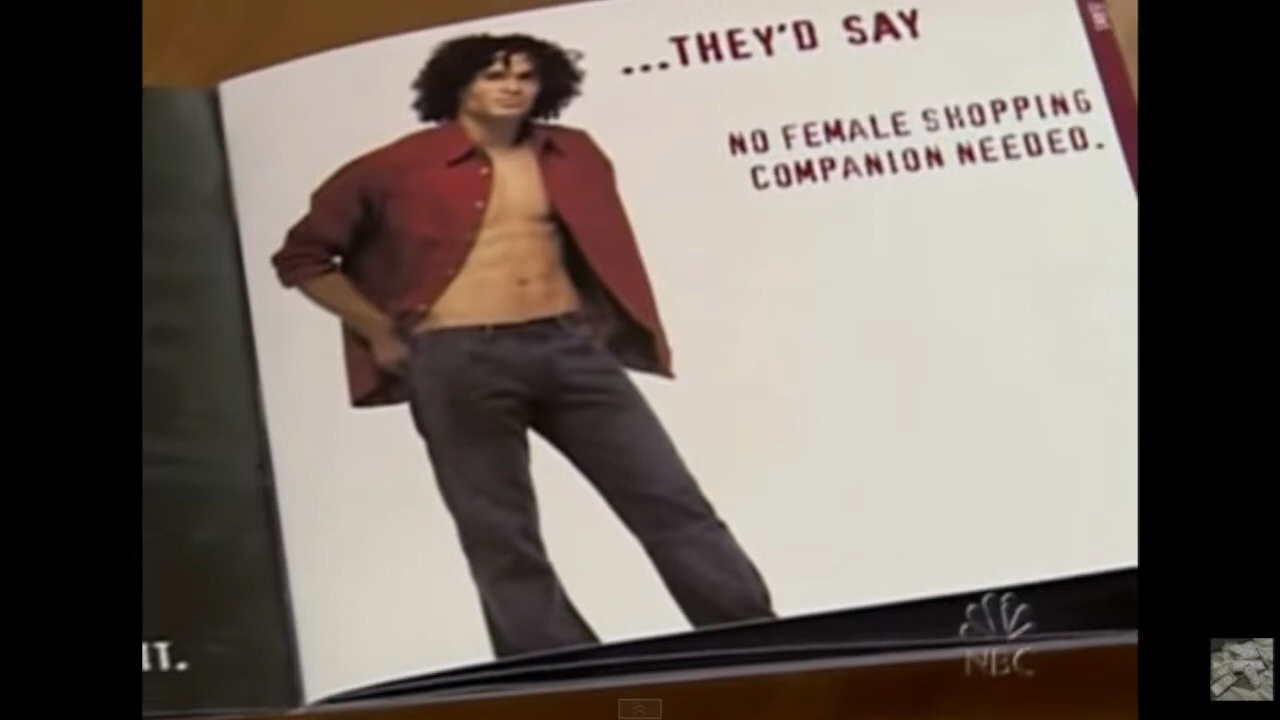 ...THEY'D SAY
NO FEMALE SHOPPING
COMPANION NEEDED.
IT.
NBC